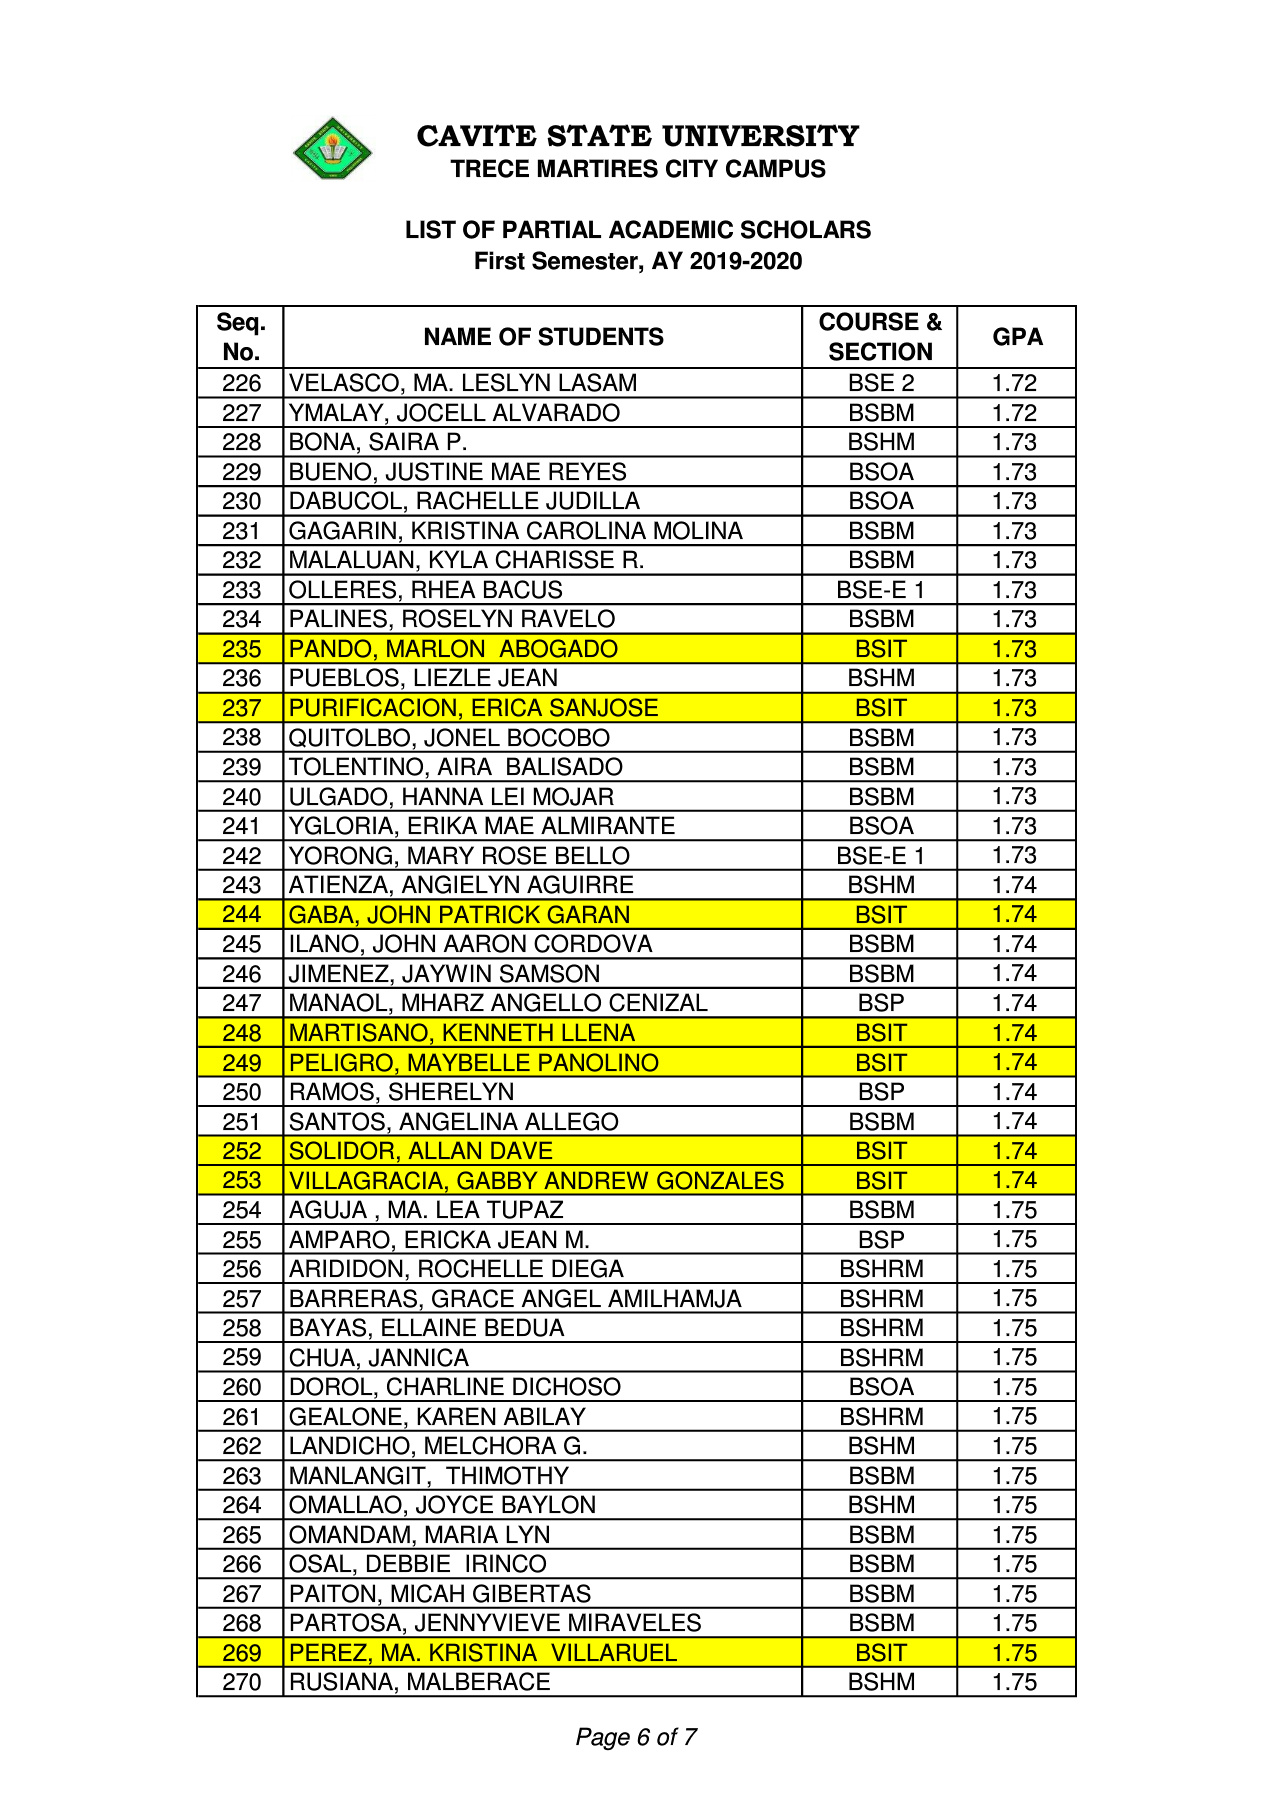 CAVITE STATE UNIVERSITY
TRECE MARTIRES CITY CAMPUS
LIST OF PARTIAL ACADEMIC SCHOLARS
First Semester, AY 2019-2020
Seq. No. NAME OF STUDENTS COURSE & SECTION GPA
226 VELASCO, MA. LESLYN LASAM BSE 2 1.72
227 YMALAY, JOCELL ALVARADO BSBM 1.72
228 BONA, SAIRA P. BSHM 1.73
229 BUENO, JUSTINE MAE REYES BSOA 1.73
230 DABUCOL, RACHELLE JUDILLA BSOA 1.73
231 GAGARIN, KRISTINA CAROLINA MOLINA BSBM 1.73
232 MALALUAN, KYLA CHARISSE R. BSBM 1.73
233 OLLERES, RHEA BACUS BSE-E 1 1.73
234 PALINES, ROSELYN RAVELO BSBM 1.73
235 PANDO, MARLON  ABOGADO BSIT 1.73
236 PUEBLOS, LIEZLE JEAN BSHM 1.73
237 PURIFICACION, ERICA SANJOSE BSIT 1.73
238 QUITOLBO, JONEL BOCOBO BSBM 1.73
239 TOLENTINO, AIRA  BALISADO BSBM 1.73
240 ULGADO, HANNA LEI MOJAR BSBM 1.73
241 YGLORIA, ERIKA MAE ALMIRANTE BSOA 1.73
242 YORONG, MARY ROSE BELLO BSE-E 1 1.73
243 ATIENZA, ANGIELYN AGUIRRE BSHM 1.74
244 GABA, JOHN PATRICK GARAN BSIT 1.74
245 ILANO, JOHN AARON CORDOVA BSBM 1.74
246 JIMENEZ, JAYWIN SAMSON BSBM 1.74
247 MANAOL, MHARZ ANGELLO CENIZAL BSP 1.74
248 MARTISANO, KENNETH LLENA BSIT 1.74
249 PELIGRO, MAYBELLE PANOLINO BSIT 1.74
250 RAMOS, SHERELYN BSP 1.74
251 SANTOS, ANGELINA ALLEGO BSBM 1.74
252 SOLIDOR, ALLAN DAVE BSIT 1.74
253 VILLAGRACIA, GABBY ANDREW GONZALES BSIT 1.74
254 AGUJA , MA. LEA TUPAZ BSBM 1.75
255 AMPARO, ERICKA JEAN M. BSP 1.75
256 ARIDIDON, ROCHELLE DIEGA BSHRM 1.75
257 BARRERAS, GRACE ANGEL AMILHAMJA BSHRM 1.75
258 BAYAS, ELLAINE BEDUA BSHRM 1.75
259 CHUA, JANNICA BSHRM 1.75
260 DOROL, CHARLINE DICHOSO BSOA 1.75
261 GEALONE, KAREN ABILAY BSHRM 1.75
262 LANDICHO, MELCHORA G. BSHM 1.75
263 MANLANGIT,  THIMOTHY BSBM 1.75
264 OMALLAO, JOYCE BAYLON BSHM 1.75
265 OMANDAM, MARIA LYN BSBM 1.75
266 OSAL, DEBBIE  IRINCO BSBM 1.75
267 PAITON, MICAH GIBERTAS BSBM 1.75
268 PARTOSA, JENNYVIEVE MIRAVELES BSBM 1.75
269 PEREZ, MA. KRISTINA  VILLARUEL BSIT 1.75
270 RUSIANA, MALBERACE BSHM 1.75
Page 6 of 7